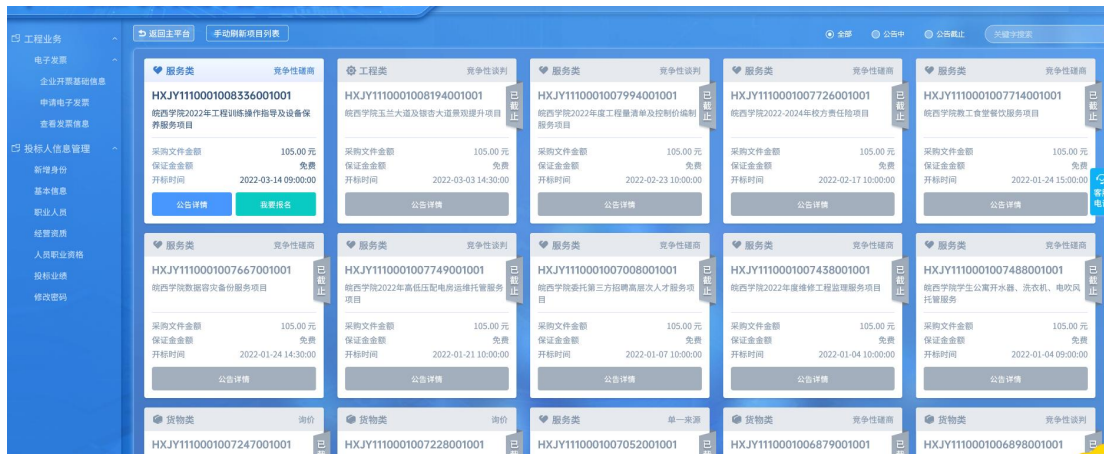 返回主平台
手动刷新项目列表
全部
公告中
公告截止
关键字搜索
工程业务
电子发票
企业开票基础信息
申请电子发票
查看发票信息
投标人信息管理
新增身份
基本信息
职业人员
经营资质
人员职业资格
投标业绩
修改密码
服务类 竞争性磋商
HXJY1110001008336001001
皖西学院2022年工程训练操作指导及设备保
养服务项目
采购文件金额 105.00 元
保证金金额 免费
开标时间 2022-03-14 09:00:00
公告详情 我要报名
工程类 竞争性谈判
HXJY1110001008194001001
已截止
皖西学院玉兰大道及银杏大道景观提升项目
采购文件金额 105.00 元
保证金金额 免费
开标时间 2022-03-03 14:30:00
公告详情
服务类 竞争性谈判
HXJY1110001007994001001
已截止
皖西学院2022年度工程量清单及控制价编制
服务项目
采购文件金额 105.00 元
保证金金额 免费
开标时间 2022-02-23 10:00:00
公告详情
服务类 竞争性磋商
HXJY1110001007726001001
已截止
皖西学院2022-2024年校方责任险项目
采购文件金额 105.00 元
保证金金额 免费
开标时间 2022-02-17 10:00:00
公告详情
服务类 竞争性磋商
HXJY1110001007714001001
已截止
皖西学院教工食堂餐饮服务项目
采购文件金额 105.00 元
保证金金额 免费
开标时间 2022-01-24 15:00:00
公告详情
服务类 竞争性磋商
HXJY1110001007667001001
已截止
皖西学院数据容灾备份服务项目
采购文件金额 105.00 元
保证金金额 免费
开标时间 2022-01-24 14:30:00
公告详情
服务类 竞争性谈判
HXJY1110001007749001001
已截止
皖西学院2022年高低压配电房运维托管服务
项目
采购文件金额 105.00 元
保证金金额 免费
开标时间 2022-01-21 10:00:00
公告详情
服务类 竞争性磋商
HXJY1110001007008001001
已截止
皖西学院委托第三方招聘高层次人才服务项
目
采购文件金额 105.00 元
保证金金额 免费
开标时间 2022-01-07 10:00:00
公告详情
服务类 竞争性磋商
HXJY1110001007438001001
已截止
皖西学院2022年度维修工程监理服务项目
采购文件金额 105.00 元
保证金金额 免费
开标时间 2022-01-04 10:00:00
公告详情
服务类 竞争性磋商
HXJY1110001007488001001
已截止
皖西学院学生公寓开水器、洗衣机、电吹风
托管服务
采购文件金额 105.00 元
保证金金额 免费
开标时间 2022-01-04 09:00:00
公告详情
货物类 询价
HXJY1110001007247001001
已
货物类 询价
HXJY1110001007228001001
已
服务类 单一来源
HXJY1110001007052001001
已
货物类 竞争性磋商
HXJY1110001006879001001
已
货物类 竞争性谈判
HXJY1110001006898001001
已